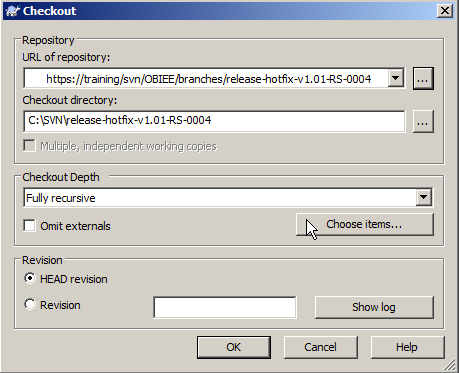 Checkout
Repository
URL of repository:
https://training/svn/OBIEE/branches/release-hotfix-v1.01-RS-0004
...
Checkout directory:
C:\SVN\release-hotfix-v1.01-RS-0004
...
Multiple, independent working copies
Checkout Depth
Fully recursive
Omit externals
Choose items...
Revision
HEAD revision
Revision
Show log
OK
Cancel
Help